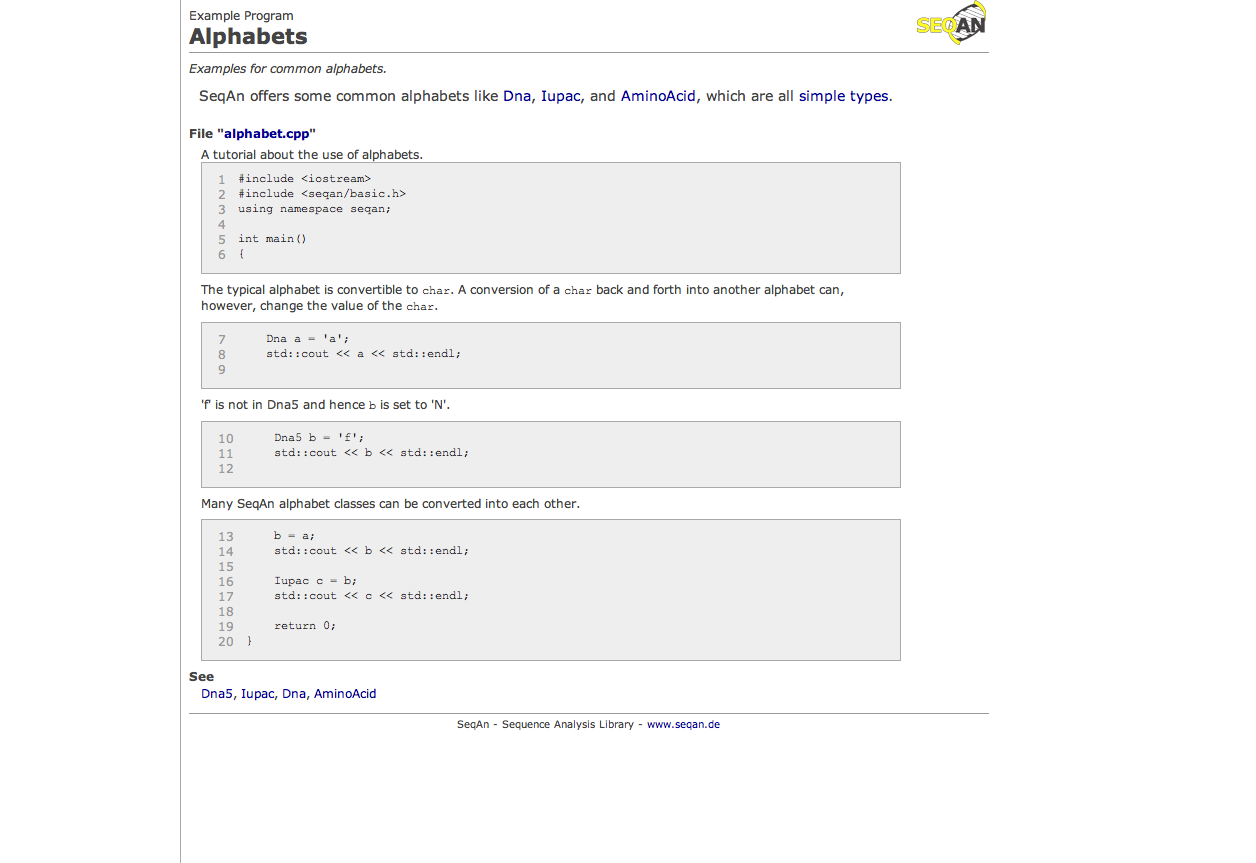 Example Program
Alphabets
SEQAN
Examples for common alphabets.
SeqAn offers some common alphabets like Dna, Iupac, and AminoAcid, which are all simple types.
File "alphabet.cpp"
A tutorial about the use of alphabets.
1 #include <iostream>
2 #include <seqan/basic.h>
3 using namespace seqan;
4
5 int main()
6 {
The typical alphabet is convertible to char. A conversion of a char back and forth into another alphabet can,
however, change the value of the char.
7 Dna a = 'a';
8 std::cout << a << std::endl;
9
'f' is not in Dna5 and hence b is set to 'N'.
10 Dna5 b = 'f';
11 std::cout << b << std::endl;
12
Many SeqAn alphabet classes can be converted into each other.
13 b = a;
14 std::cout << b << std::endl;
15
16 Iupac c = b;
17 std::cout << c << std::endl;
18
19 return 0;
20 }
See
Dna5, Iupac, Dna, AminoAcid
SeqAn - Sequence Analysis Library - www.seqan.de